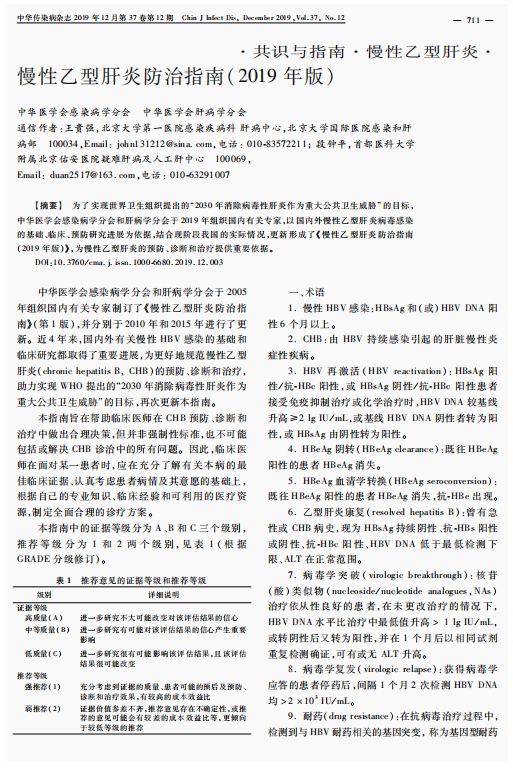 中华传染病杂志 2019 年 12 月第 37 卷第 12 期 Chin J Infect Dis, December 2019, Vol. 37, No. 12
— 711 —
·共识与指南·慢性乙型肝炎·
慢性乙型肝炎防治指南(2019 年版)
中华医学会感染病学分会 中华医学会肝病学分会
通信作者:王贵强,北京大学第一医院感染疾病科 肝病中心,北京大学国际医院感染和肝
病部 100034,Email: john131212@sina.com,电话: 010-83572211; 段钟平,首都医科大学
附属北京佑安医院疑难肝病及人工肝中心 100069,
Email: duan2517@163.com,电话: 010-63291007
【摘要】 为了实现世界卫生组织提出的“2030 年消除病毒性肝炎作为重大公共卫生威胁”的目标,
中华医学会感染病学分会和肝病学分会于 2019 年组织国内有关专家,以国内外慢性乙型肝炎病毒感染
的基础、临床、预防研究进展为依据,结合现阶段我国的实际情况,更新形成了《慢性乙型肝炎防治指南
(2019 年版)》,为慢性乙型肝炎的预防、诊断和治疗提供重要依据。
DOI:10.3760/cma.j.issn.1000-6680.2019.12.003
中华医学会感染病学分会和肝病学分会于 2005
年组织国内有关专家制订了《慢性乙型肝炎防治指
南》(第 1 版),并分别于 2010 年和 2015 年进行了更
新。近 4 年来,国内外有关慢性 HBV 感染的基础和
临床研究都取得了重要进展,为更好地规范慢性乙型
肝炎(chronic hepatitis B, CHB)的预防、诊断和治疗,
助力实现 WHO 提出的“2030 年消除病毒性肝炎作为
重大公共卫生威胁”的目标,再次更新本指南。
本指南旨在帮助临床医师在 CHB 预防、诊断和
治疗中做出合理决策,但并非强制性标准,也不可能
包括或解决 CHB 诊治中的所有问题。因此,临床医
师在面对某一患者时,应在充分了解有关本病的最
佳临床证据、认真考虑患者病情及其意愿的基础上,
根据自己的专业知识、临床经验和可利用的医疗资
源,制定全面合理的诊疗方案。
本指南中的证据等级分为 A、B 和 C 三个级别,
推荐等级分为 1 和 2 两个级别,见表 1(根据
GRADE 分级修订)。
表 1 推荐意见的证据等级和推荐等级
级别 详细说明
证据等级
高质量(A) 进一步研究不大可能改变对该评估结果的信心
中等质量(B) 进一步研究有可能对该评估结果的信心产生重要
影响
低质量(C) 进一步研究很有可能影响该评估结果,且该评估
结果很可能改变
推荐等级
强推荐(1) 充分考虑到证据的质量、患者可能的预后及预防、
诊断和治疗效果,有较高的成本效益比
弱推荐(2) 证据价值参差不齐,推荐意见存在不确定性,或推
荐的意见可能会有较差的成本效益比等,更倾向
于较低等级的推荐
一、术语
1. 慢性 HBV 感染:HBsAg 和(或)HBV DNA 阳
性 6 个月以上。
2. CHB:由 HBV 持续感染引起的肝脏慢性炎
症性疾病。
3. HBV 再激活(HBV reactivation):HBsAg 阳
性/抗-HBc 阳性,或 HBsAg 阴性/抗-HBc 阳性患者
接受免疫抑制治疗或化学治疗时,HBV DNA 较基线
升高≥2 lg IU/mL,或基线 HBV DNA 阴性者转为阳
性,或 HBsAg 由阴性转为阳性。
4. HBeAg 阴转(HBeAg clearance):既往 HBeAg
阳性的患者 HBeAg 消失。
5. HBeAg 血清学转换(HBeAg seroconversion):
既往 HBeAg 阳性的患者 HBeAg 消失,抗-HBe 出现。
6. 乙型肝炎康复(resolved hepatitis B):曾有急
性或 CHB 病史,现为 HBsAg 持续阴性、抗-HBs 阳性
或阴性、抗-HBc 阳性、HBV DNA 低于最低检测下
限、ALT 在正常范围。
7. 病毒学突破(virologic breakthrough):核苷
(酸)类似物(nucleoside/nucleotide analogues, NAs)
治疗依从性良好的患者,在未更改治疗的情况下,
HBV DNA 水平比治疗中最低值升高 > 1 lg IU/mL,
或转阴性后又转为阳性,并在 1 个月后以相同试剂
重复检测确证,可有或无 ALT 升高。
8. 病毒学复发(virologic relapse):获得病毒学
应答的患者停药后,间隔 1 个月 2 次检测 HBV DNA
均 >2 ×10³ IU/mL。
9. 耐药(drug resistance):在抗病毒治疗过程中,
检测到与 HBV 耐药相关的基因突变,称为基因型耐药